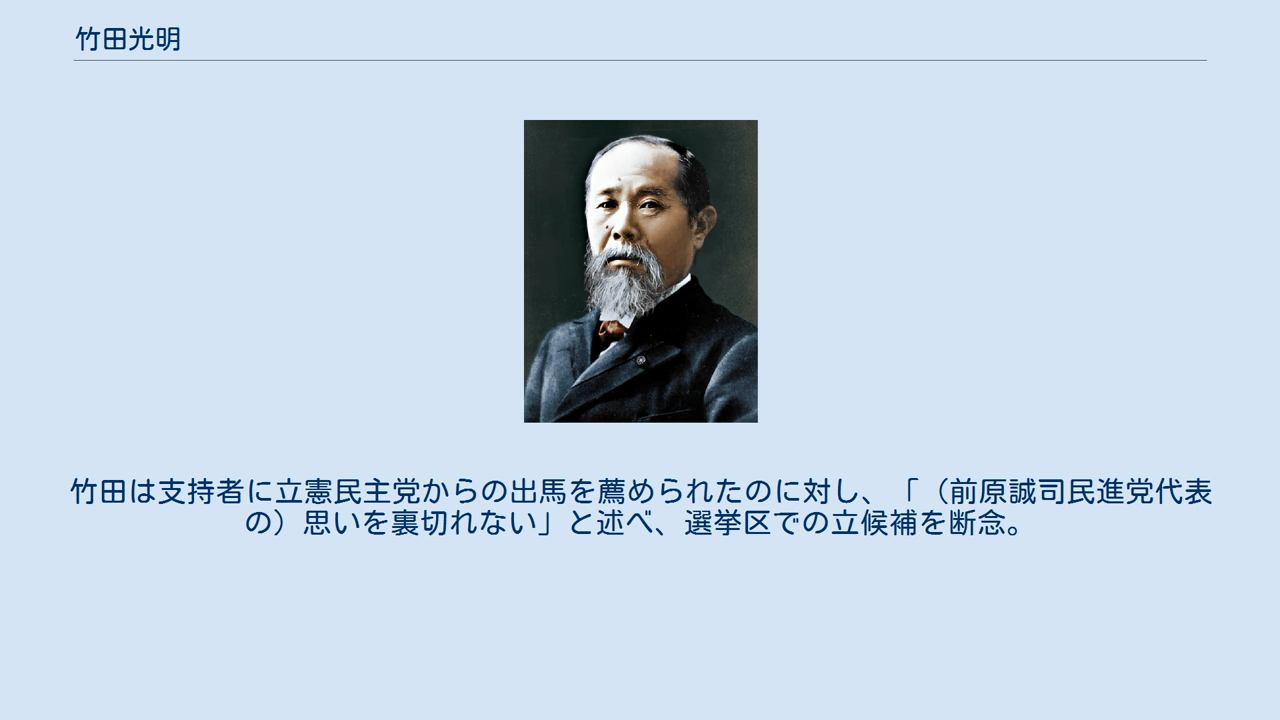 竹田光明
竹田は支持者に立憲民主党からの出馬を薦められたのに対し、「（前原誠司民進党代表
の）思いを裏切れない」と述べ、選挙区での立候補を断念。